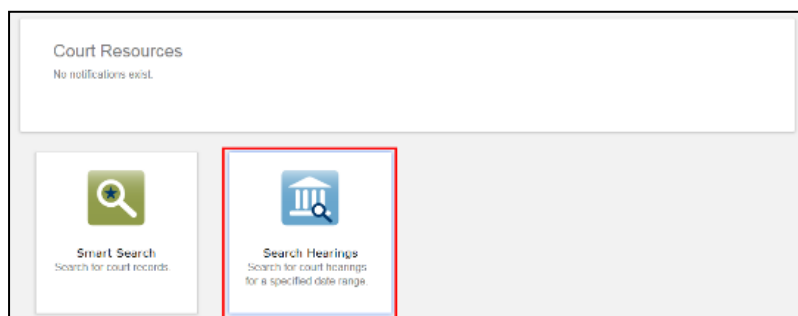 Court Resources
No notifications exist.
Smart Search
Search for court records.
Search Hearings
Search for court hearings
for a specified date range.